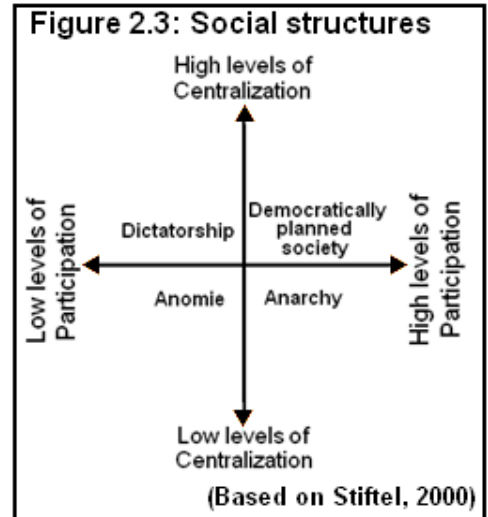 Figure 2.3: Social structures
High levels of
Centralization
Low levels of
Participation
Dictatorship
Democratically
planned
society
High levels of
Participation
Anomie
Anarchy
Low levels of
Centralization
(Based on Stiftel, 2000)